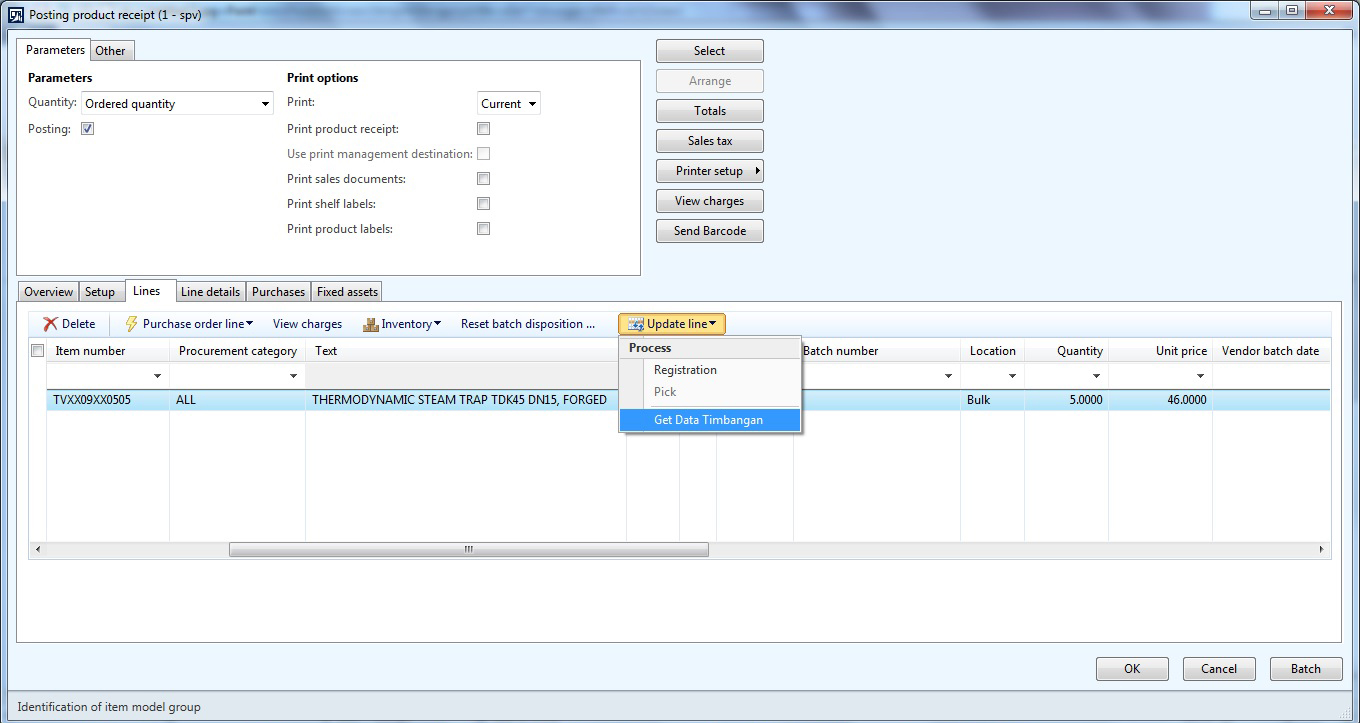 Posting product receipt (1 - spv)
Parameters
Other
Parameters
Quantity: Ordered quantity
Posting:
Print options
Print: Current
Print product receipt:
Use print management destination:
Print sales documents:
Print shelf labels:
Print product labels:
Select
Arrange
Totals
Sales tax
Printer setup
View charges
Send Barcode
Overview Setup Lines Line details Purchases Fixed assets
Delete Purchase order line View charges Inventory Reset batch disposition ... Update line
Item number Procurement category Text Batch number Location Quantity Unit price Vendor batch date
TVXX09XX0505 ALL THERMODYNAMIC STEAM TRAP TDK45 DN15, FORGED Bulk 5.0000 46.0000
Process
Registration
Pick
Get Data Timbangan
OK Cancel Batch
Identification of item model group